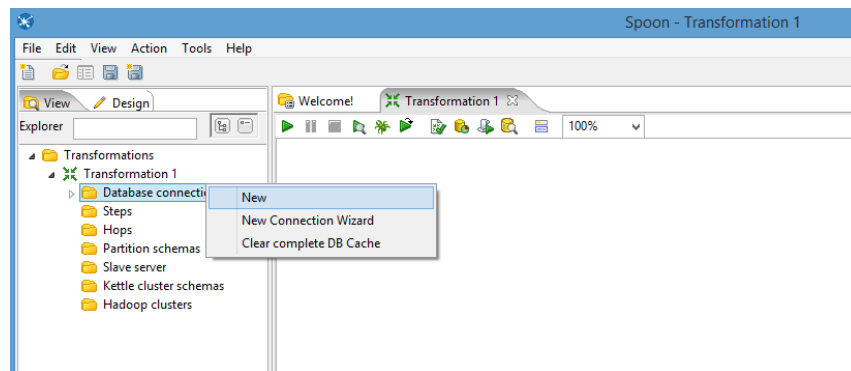 Spoon - Transformation 1
File Edit View Action Tools Help
View Design
Welcome! Transformation 1
Explorer
100%
Transformations
Transformation 1
Database connecti
New
Steps
New Connection Wizard
Hops
Clear complete DB Cache
Partition schemas
Slave server
Kettle cluster schemas
Hadoop clusters